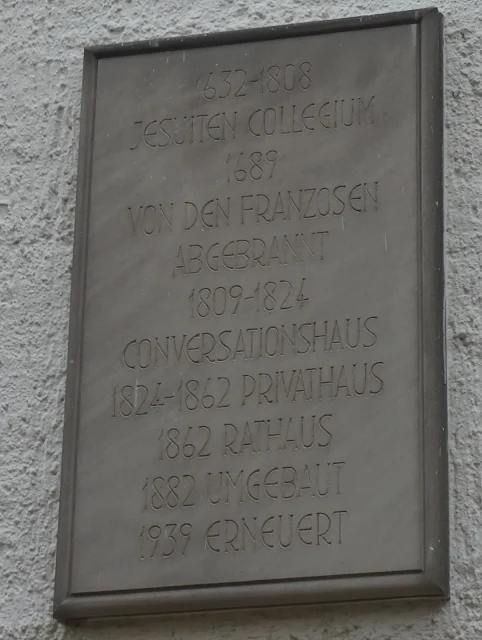 1632-1808
JESUITEN COLLEGIUM
1689
VON DEN FRANZOSEN
ABGEBRANNT
1809-1824
CONVERSATIONSHAUS
1824-1862 PRIVATHAUS
1862 RATHAUS
1882 UMGEBAUT
1939 ERNEUERT